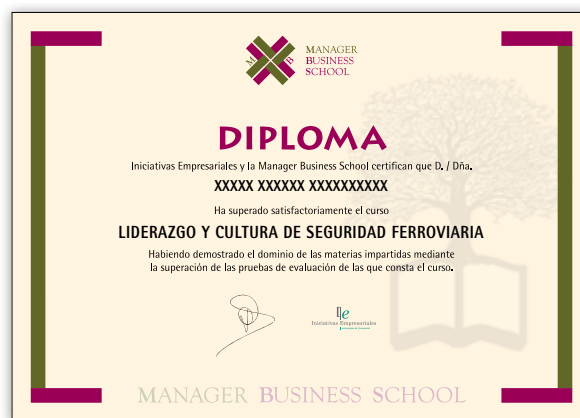 M B S
MANAGER
BUSINESS
SCHOOL
DIPLOMA
Iniciativas Empresariales y la Manager Business School certifican que D. / Dña.
XXXXX XXXXXX XXXXXXXXXX
Ha superado satisfactoriamente el curso
LIDERAZGO Y CULTURA DE SEGURIDAD FERROVIARIA
Habiendo demostrado el dominio de las materias impartidas mediante
la superación de las pruebas de evaluación de las que consta el curso.
Iniciativas Empresariales
MANAGER BUSINESS SCHOOL